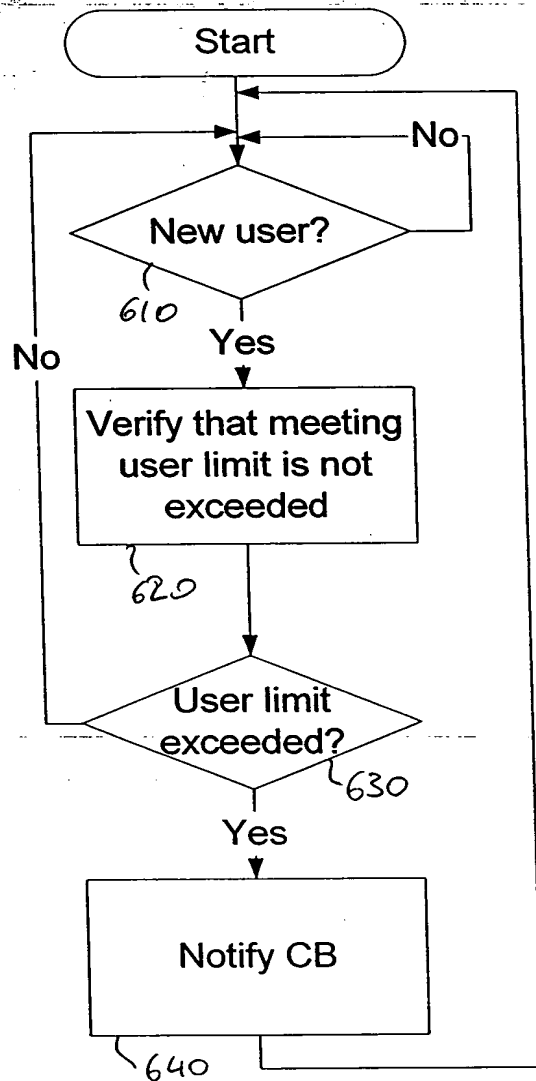 Start
No
New user?
610
Yes
No
Verify that meeting
user limit is not
exceeded
620
User limit
exceeded?
630
Yes
Notify CB
640